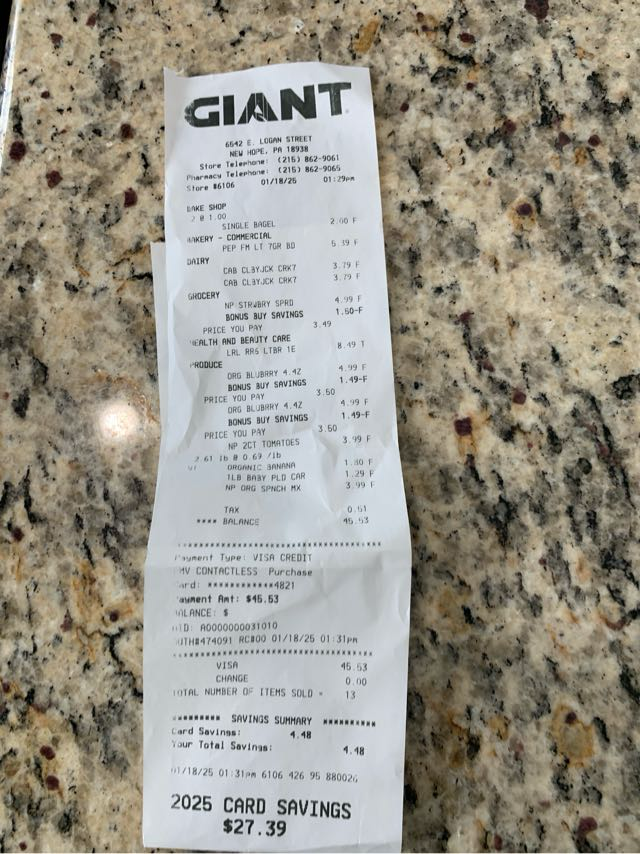 GIANT
6542 E. LOGAN STREET
NEW HOPE, PA 18938
Store Telephone: (215) 862-9061
Pharmacy Telephone: (215) 862-9065
Store #6106 01/18/25 01:29pm
BAKE SHOP
2 @ 1.00
SINGLE BAGEL 2.00 F
BAKERY - COMMERCIAL
PEP FM LT 7GR BD 5.39 F
DAIRY
CAB CLBYJCK CRK7 3.79 F
CAB CLBYJCK CRK7 3.79 F
GROCERY
NP STRWBRY SPRD 4.99 F
BONUS BUY SAVINGS 1.50-F
PRICE YOU PAY 3.49
HEALTH AND BEAUTY CARE
LRL RRS LTBR 1E 8.49 T
PRODUCE
ORG BLUBRRY 4.4Z 4.99 F
BONUS BUY SAVINGS 1.49-F
PRICE YOU PAY 3.50
ORG BLUBRRY 4.4Z 4.99 F
BONUS BUY SAVINGS 1.49-F
PRICE YOU PAY 3.50
NP 2CT TOMATOES 3.99 F
2.61 lb @ 0.69 /lb
WT ORGANIC BANANA 1.80 F
1LB BABY PLD CAR 1.29 F
NP ORG SPNCH MX 3.99 F
TAX 0.51
**** BALANCE 45.53
Payment Type: VISA CREDIT
EMV CONTACTLESS Purchase
Card: ************4821
Payment Amt: $45.53
BALANCE: $
AID: A0000000031010
AUTH#474091 RC#00 01/18/25 01:31pm
VISA 45.53
CHANGE 0.00
TOTAL NUMBER OF ITEMS SOLD = 13
********* SAVINGS SUMMARY **********
Card Savings: 4.48
Your Total Savings: 4.48
01/18/25 01:31pm 6106 426 95 880026
2025 CARD SAVINGS
$27.39